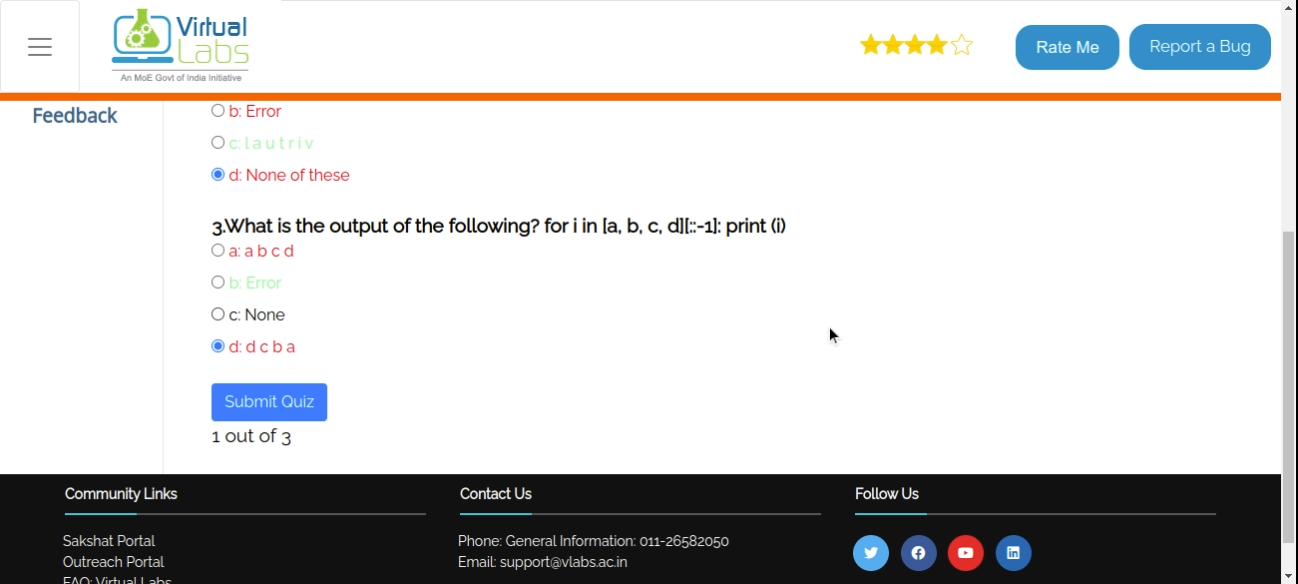 Virtual
Labs
An MoE Govt of India Initiative
Rate Me
Report a Bug
Feedback
b: Error
c: l a u t r i v
d: None of these
3.What is the output of the following? for i in [a, b, c, d][::-1]: print (i)
a: a b c d
b: Error
c: None
d: d c b a
Submit Quiz
1 out of 3
Community Links
Contact Us
Follow Us
Sakshat Portal
Phone: General Information: 011-26582050
Outreach Portal
Email: support@vlabs.ac.in
FAQ: Virtual Labs